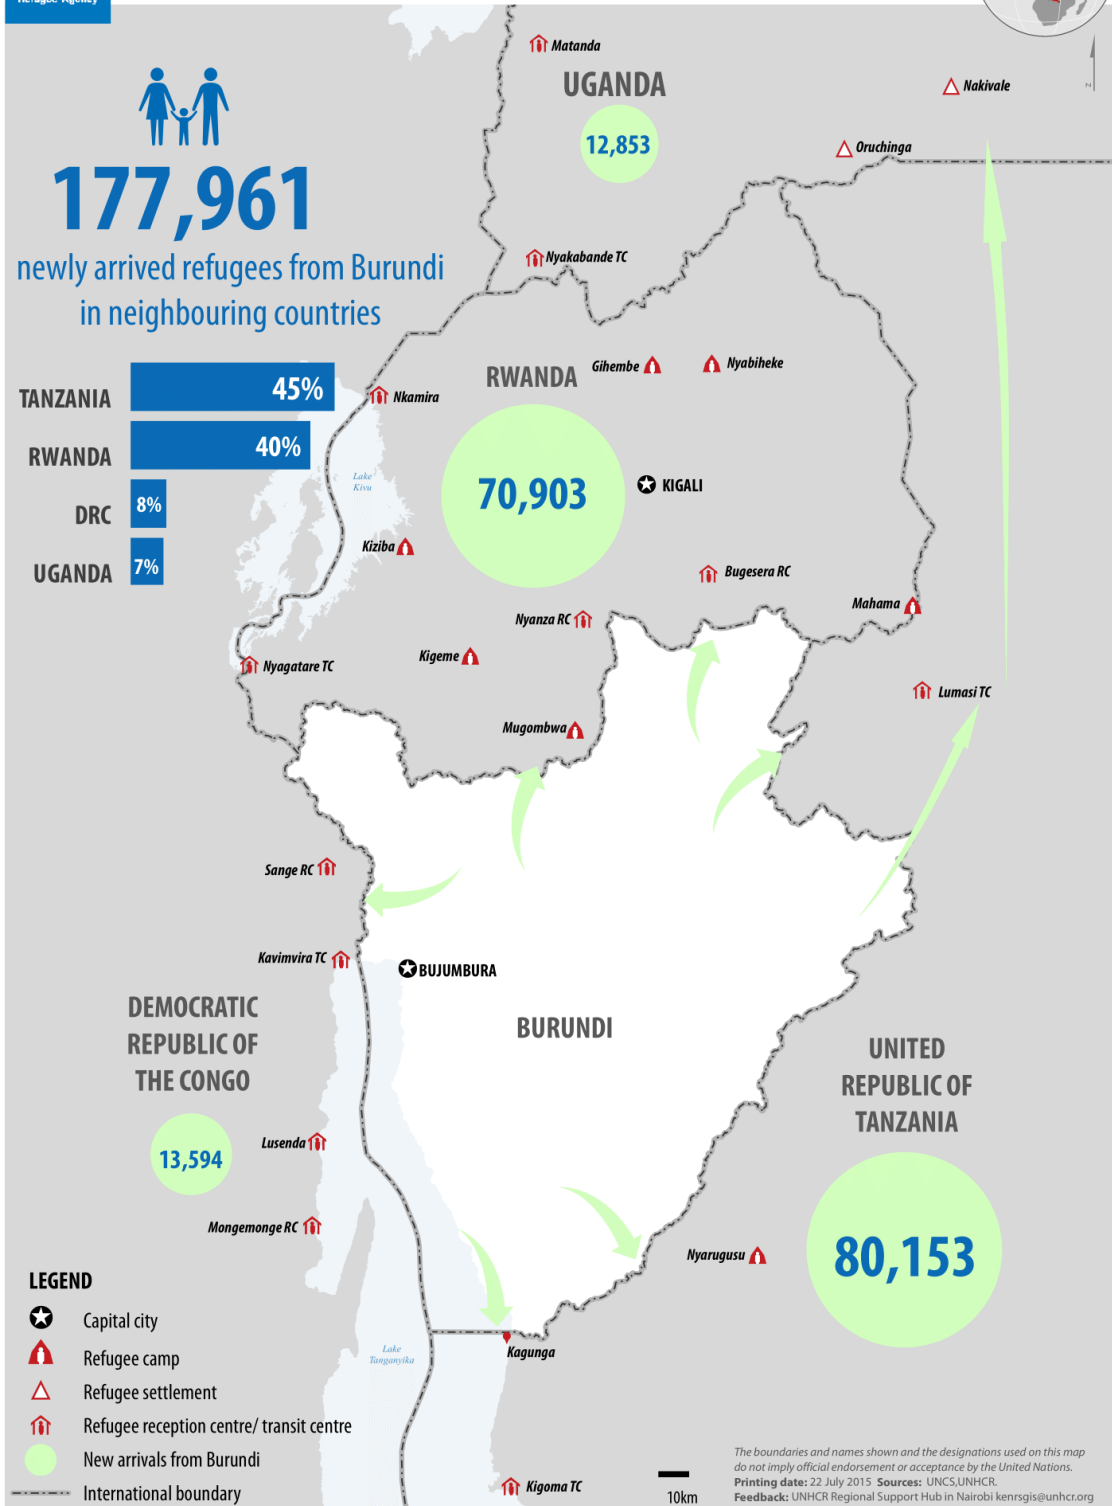 Refugee Agency
177,961
newly arrived refugees from Burundi
in neighbouring countries
TANZANIA 45%
RWANDA 40%
DRC 8%
UGANDA 7%
Matanda
UGANDA
12,853
Nakivale
Oruchinga
N
Nyakabande TC
RWANDA
Gihembe
Nyabiheke
Nkamira
Lake
Kivu
70,903
KIGALI
Kiziba
Bugesera RC
Mahama
Nyanza RC
Kigeme
Nyagatare TC
Lumasi TC
Mugombwa
Sange RC
Kavimvira TC
BUJUMBURA
BURUNDI
DEMOCRATIC
REPUBLIC OF
THE CONGO
13,594
UNITED
REPUBLIC OF
TANZANIA
80,153
Lusenda
Mongemonge RC
Nyarugusu
Kagunga
Lake
Tanganyika
Kigoma TC
LEGEND
Capital city
Refugee camp
Refugee settlement
Refugee reception centre/ transit centre
New arrivals from Burundi
International boundary
10km
The boundaries and names shown and the designations used on this map
do not imply official endorsement or acceptance by the United Nations.
Printing date: 22 July 2015 Sources: UNCS,UNHCR.
Feedback: UNHCR Regional Support Hub in Nairobi kenrsgis@unhcr.org